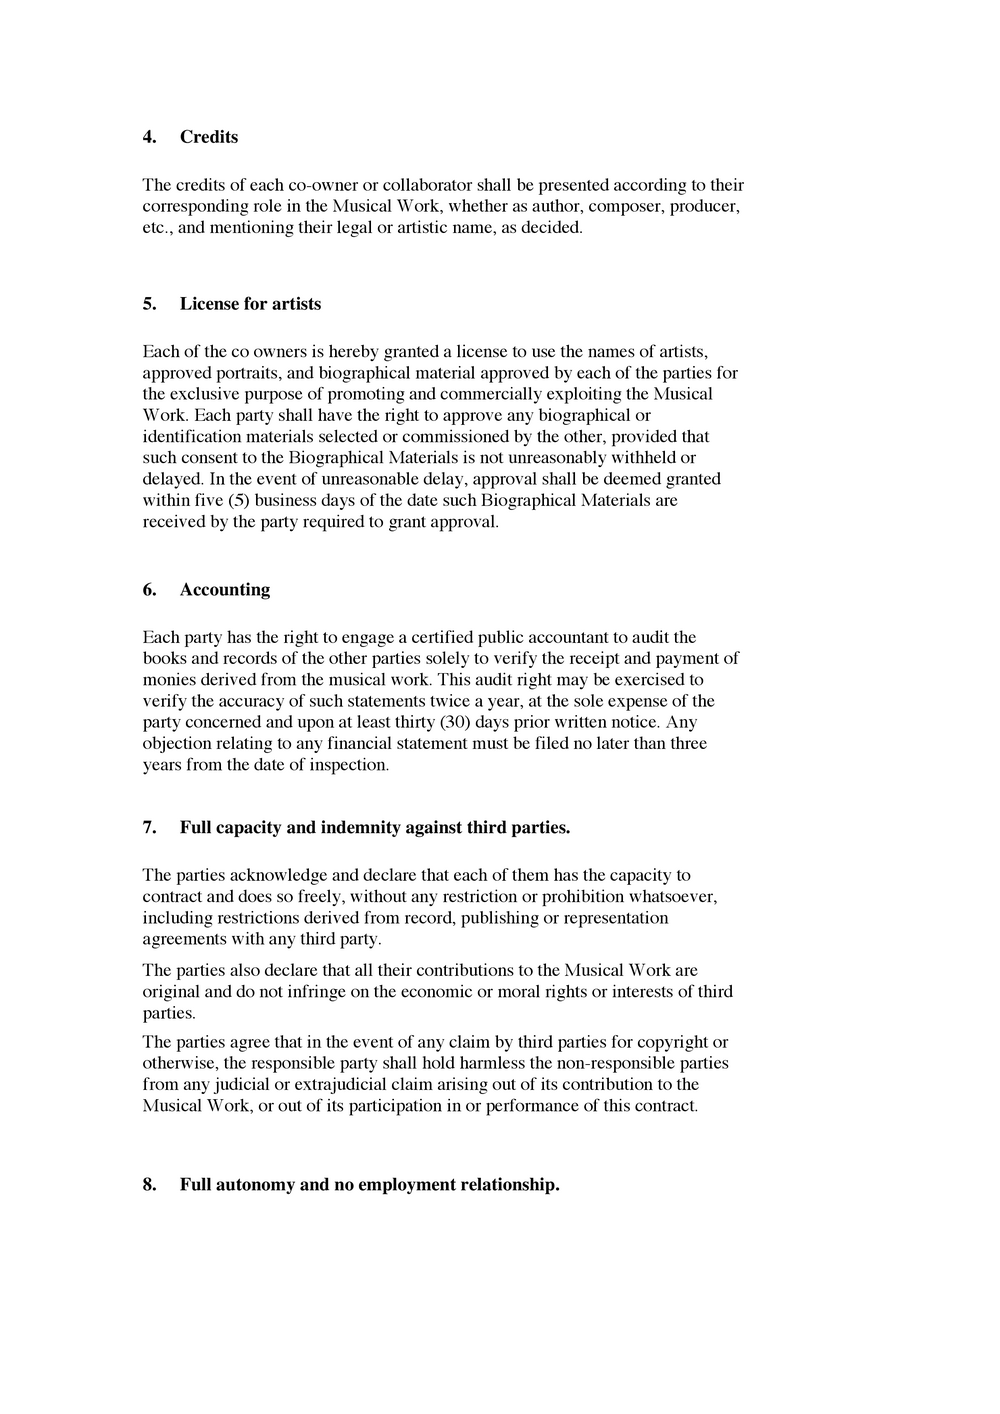 4. Credits
The credits of each co-owner or collaborator shall be presented according to their
corresponding role in the Musical Work, whether as author, composer, producer,
etc., and mentioning their legal or artistic name, as decided.
5. License for artists
Each of the co owners is hereby granted a license to use the names of artists,
approved portraits, and biographical material approved by each of the parties for
the exclusive purpose of promoting and commercially exploiting the Musical
Work. Each party shall have the right to approve any biographical or
identification materials selected or commissioned by the other, provided that
such consent to the Biographical Materials is not unreasonably withheld or
delayed. In the event of unreasonable delay, approval shall be deemed granted
within five (5) business days of the date such Biographical Materials are
received by the party required to grant approval.
6. Accounting
Each party has the right to engage a certified public accountant to audit the
books and records of the other parties solely to verify the receipt and payment of
monies derived from the musical work. This audit right may be exercised to
verify the accuracy of such statements twice a year, at the sole expense of the
party concerned and upon at least thirty (30) days prior written notice. Any
objection relating to any financial statement must be filed no later than three
years from the date of inspection.
7. Full capacity and indemnity against third parties.
The parties acknowledge and declare that each of them has the capacity to
contract and does so freely, without any restriction or prohibition whatsoever,
including restrictions derived from record, publishing or representation
agreements with any third party.
The parties also declare that all their contributions to the Musical Work are
original and do not infringe on the economic or moral rights or interests of third
parties.
The parties agree that in the event of any claim by third parties for copyright or
otherwise, the responsible party shall hold harmless the non-responsible parties
from any judicial or extrajudicial claim arising out of its contribution to the
Musical Work, or out of its participation in or performance of this contract.
8. Full autonomy and no employment relationship.